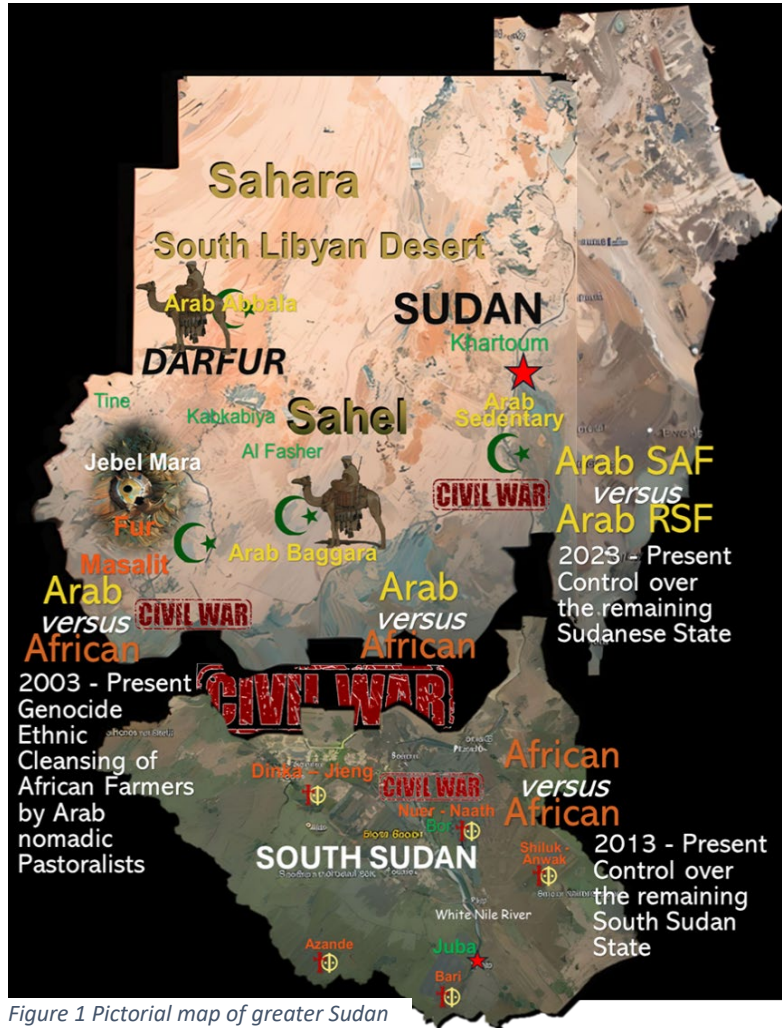 Sahara
South Libyan Desert
Arab Abbala
SUDAN
Khartoum
DARFUR
Tine
Kabkabiya
Sahel
Arab
Sedentary
Al Fasher
Jebel Mara
CIVIL WAR
Arab SAF
versus
Arab RSF
2023 - Present
Control over
the remaining
Sudanese State
Fur
Masalit
Arab Baggara
Arab
versus
African
CIVIL WAR
Arab
versus
African
2003 - Present
Genocide
Ethnic
Cleansing of
African Farmers
by Arab
nomadic
Pastoralists
CIVIL WAR
Dinka - Jieng
CIVIL WAR
Nuer - Naath
Bor
African
versus
African
2013 - Present
Control over
the remaining
South Sudan
State
SOUTH SUDAN
Shiluk -
Anwak
White Nile River
Azande
Juba
Bari
Figure 1 Pictorial map of greater Sudan